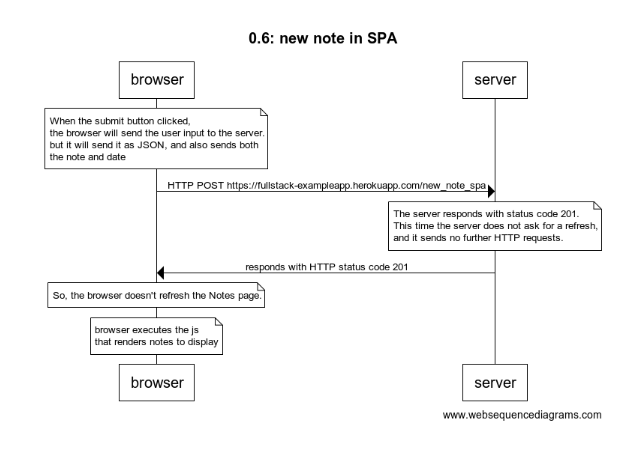 0.6: new note in SPA
browser
server
When the submit button clicked,
the browser will send the user input to the server.
but it will send it as JSON, and also sends both
the note and date
HTTP POST https://fullstack-exampleapp.herokuapp.com/new_note_spa
The server responds with status code 201.
This time the server does not ask for a refresh,
and it sends no further HTTP requests.
responds with HTTP status code 201
So, the browser doesn't refresh the Notes page.
browser executes the js
that renders notes to display
browser
server
www.websequencediagrams.com